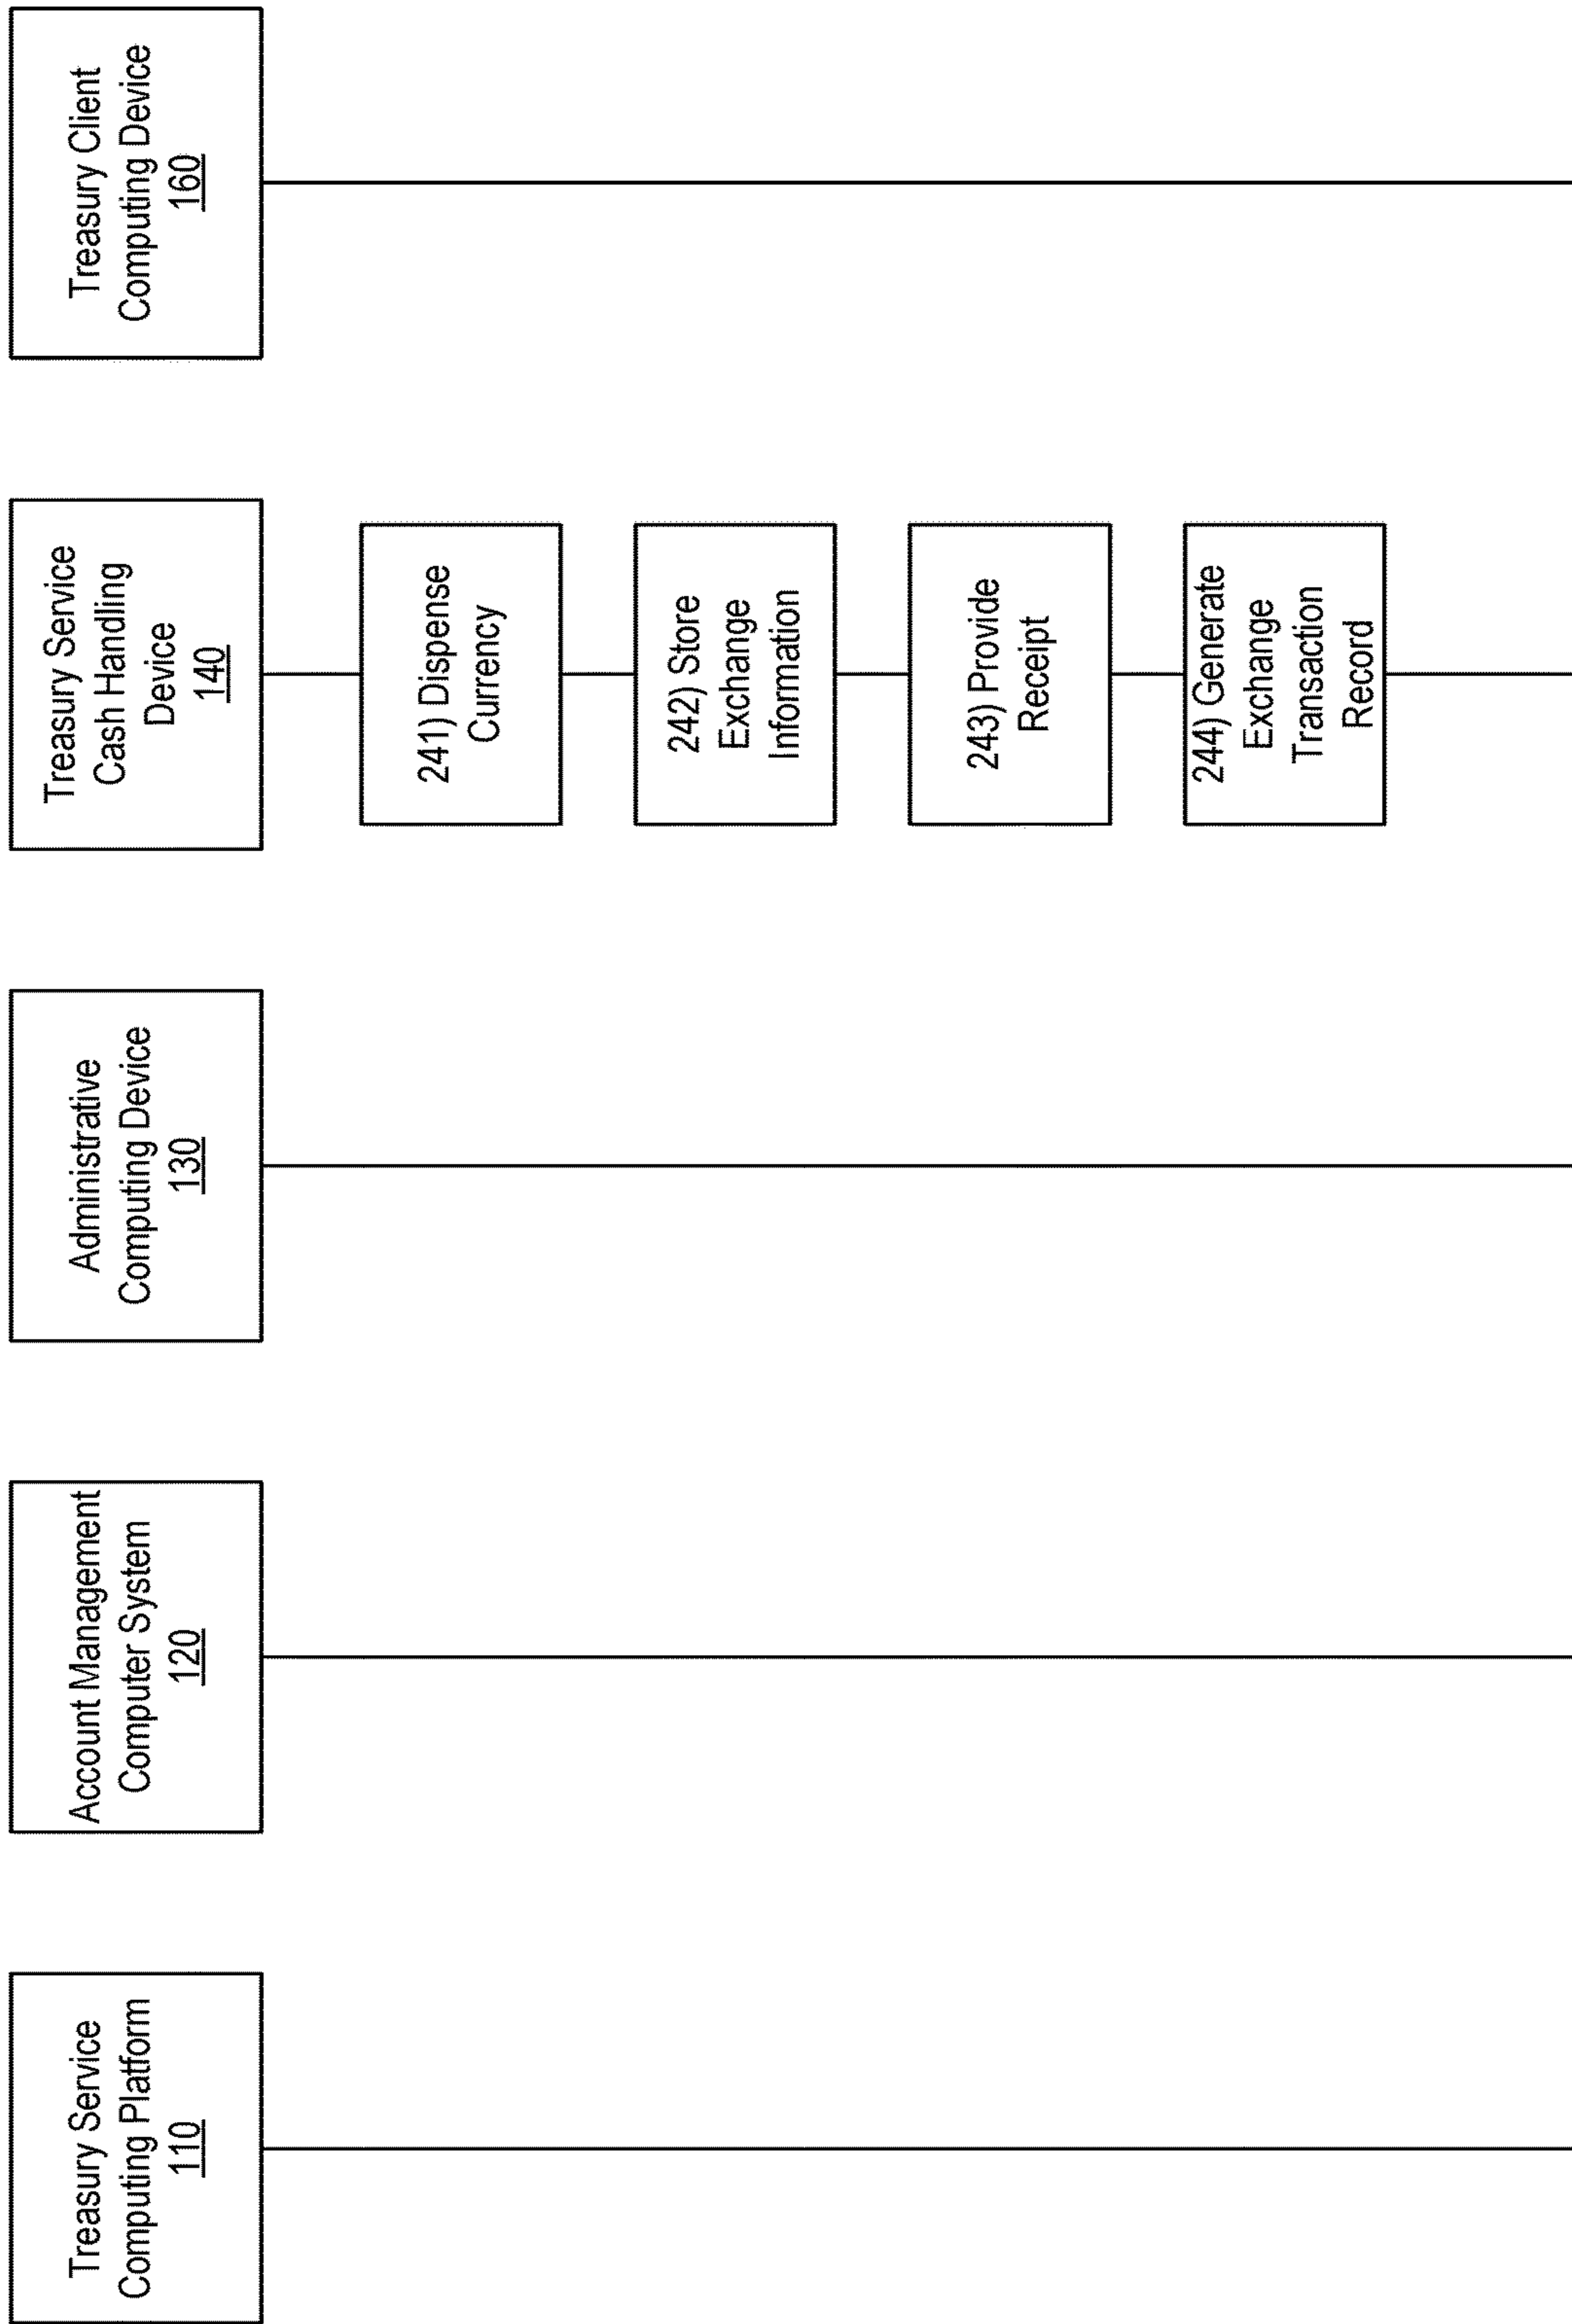 Treasury Service
Computing Platform
110
Account Management
Computer System
120
Administrative
Computing Device
130
Treasury Service
Cash Handling
Device
140
Treasury Client
Computing Device
160
241) Dispense
Currency
242) Store
Exchange
Information
243) Provide
Receipt
244) Generate
Exchange
Transaction
Record